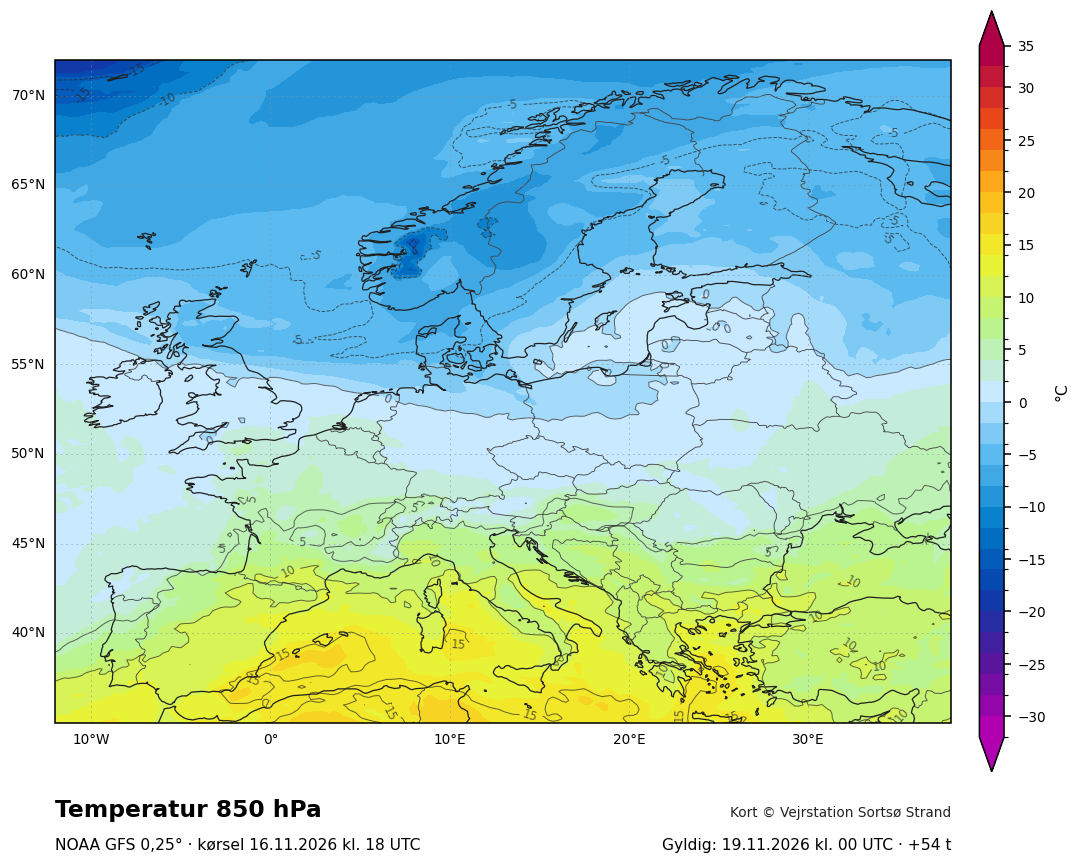 70°N
65°N
60°N
55°N
50°N
45°N
40°N
10°W
0°
10°E
20°E
30°E
35
30
25
20
15
10
5
0
−5
−10
−15
−20
−25
−30
°C
Temperatur 850 hPa
Kort © Vejrstation Sortsø Strand
NOAA GFS 0,25° · kørsel 16.11.2026 kl. 18 UTC
Gyldig: 19.11.2026 kl. 00 UTC · +54 t